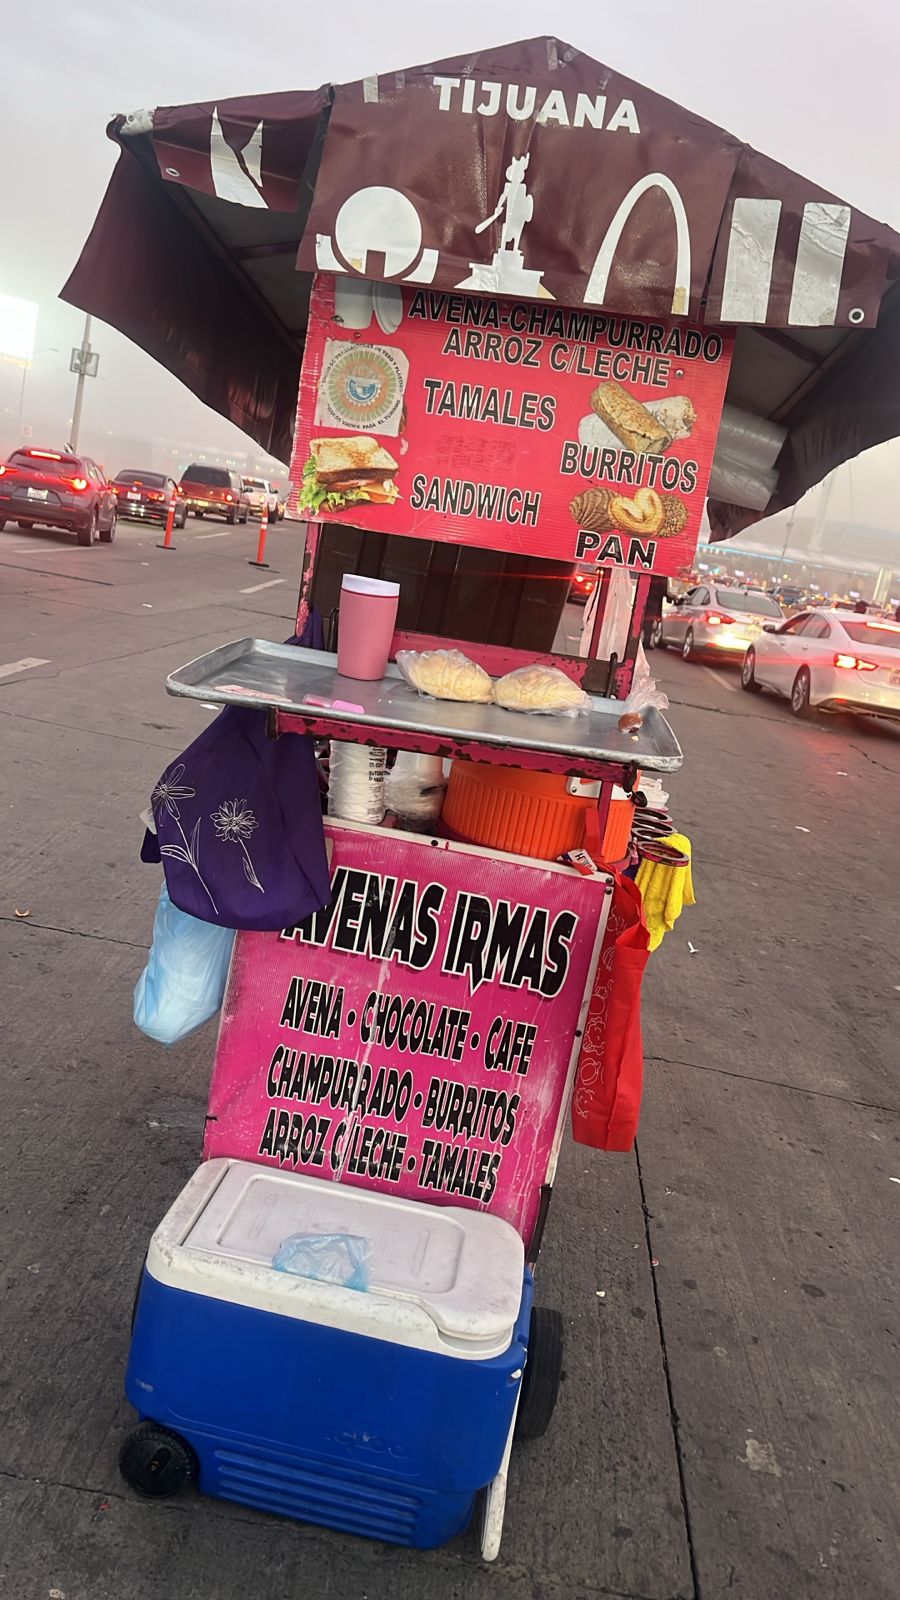 TIJUANA
AVENA-CHAMPURRADO
ARROZ C/LECHE
TAMALES
BURRITOS
SANDWICH
PAN
AVENAS IRMAS
AVENA • CHOCOLATE • CAFE
CHAMPURRADO • BURRITOS
ARROZ C/LECHE • TAMALES